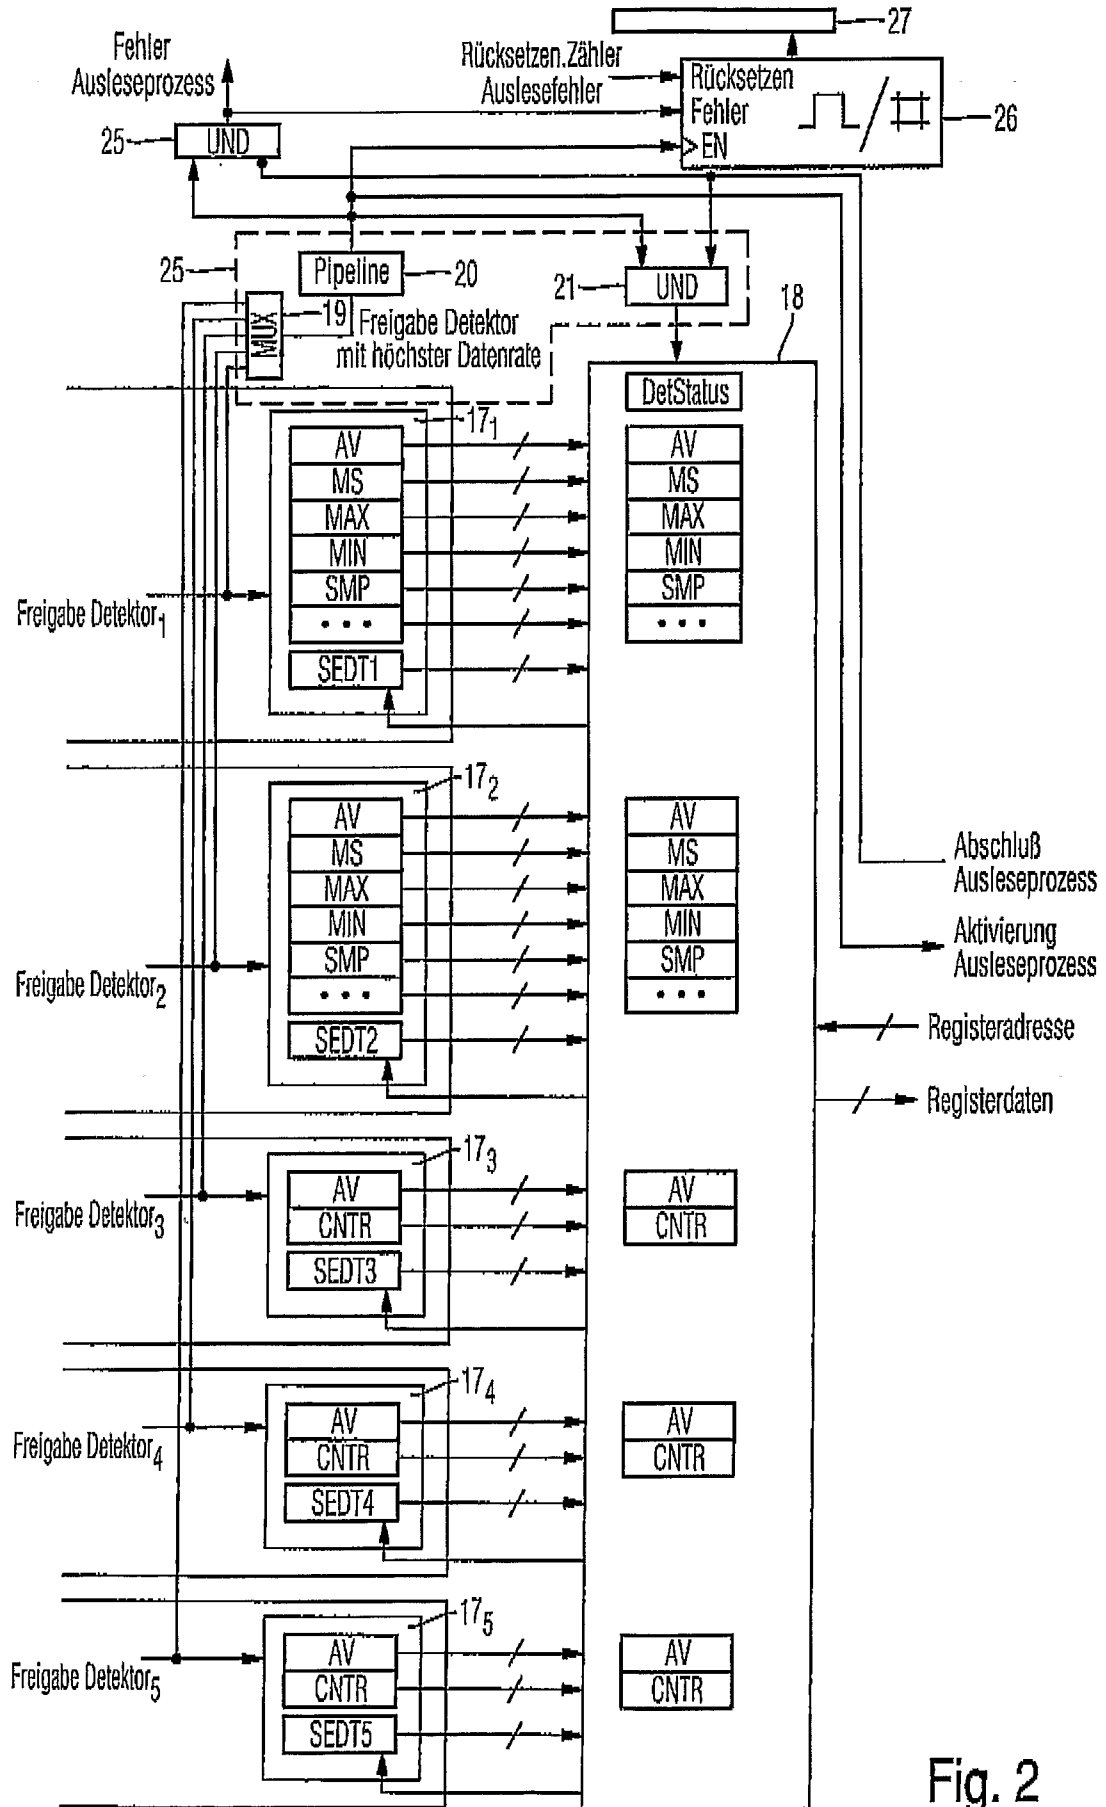 27
Fehler
Ausleseprozess
Rücksetzen.Zähler
Auslesefehler
Rücksetzen
Fehler
EN
26
25
UND
25
Pipeline
20
21
UND
18
MUX
19
Freigabe Detektor
mit höchster Datenrate
DetStatus
17₁
AV
MS
MAX
MIN
SMP
• • •
SEDT1
AV
MS
MAX
MIN
SMP
• • •
Freigabe Detektor₁
17₂
AV
MS
MAX
MIN
SMP
• • •
SEDT2
AV
MS
MAX
MIN
SMP
• • •
Freigabe Detektor₂
Abschluß
Ausleseprozess
Aktivierung
Ausleseprozess
Registeradresse
Registerdaten
17₃
AV
CNTR
SEDT3
AV
CNTR
Freigabe Detektor₃
17₄
AV
CNTR
SEDT4
AV
CNTR
Freigabe Detektor₄
17₅
AV
CNTR
SEDT5
AV
CNTR
Freigabe Detektor₅
Fig. 2